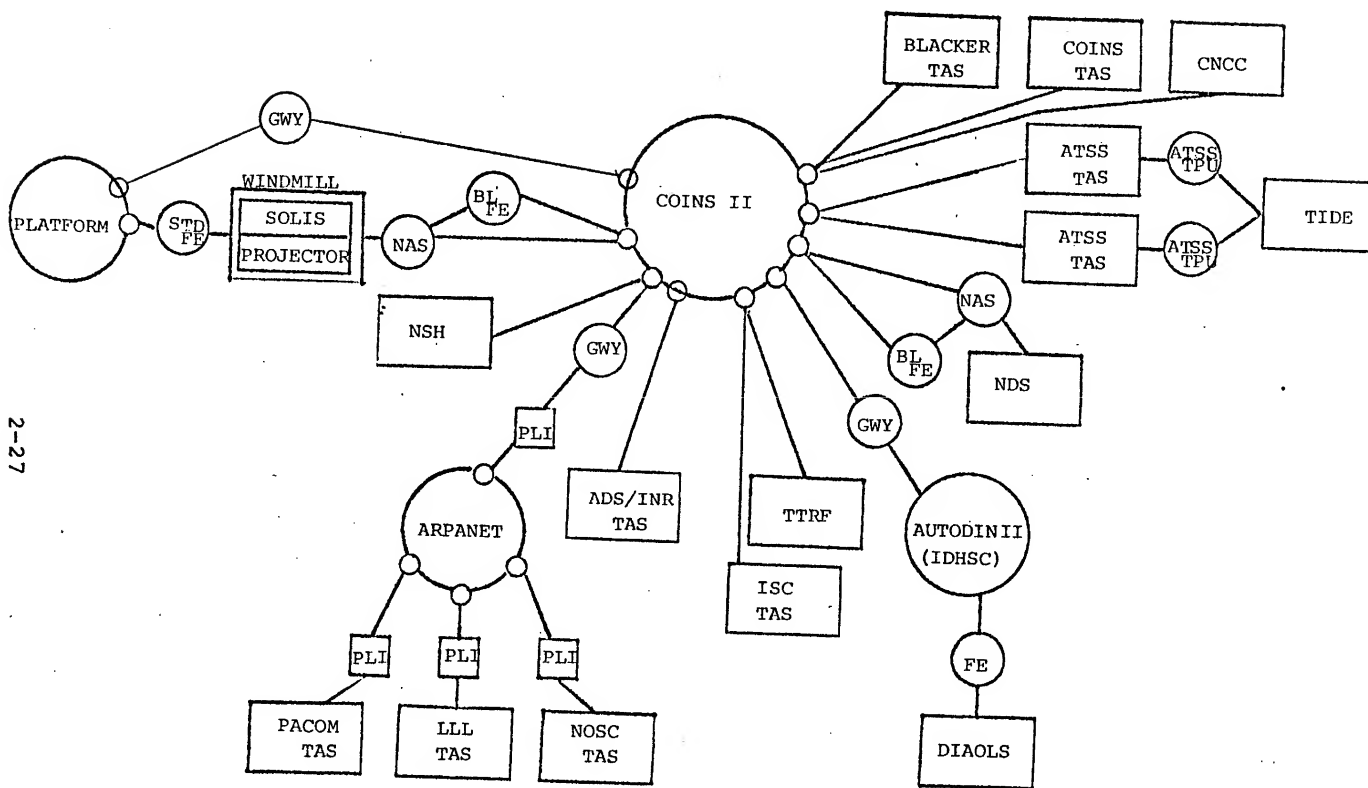 BLACKER
TAS
COINS
TAS
CNCC
GWY
ATSS
TAS
ATSS
TPU
WINDMILL
COINS II
SOLIS
BL
FE
PLATFORM
STD
FE
TIDE
NAS
PROJECTOR
ATSS
TAS
ATSS
TPU
NSH
NAS
GWY
BL
FE
NDS
GWY
PLI
2-27
ADS/INR
TAS
TTRF
ARPANET
AUTODIN II
(IDHSC)
ISC
TAS
PLI
PLI
PLI
FE
PACOM
TAS
LLL
TAS
NOSC
TAS
DIAOLS